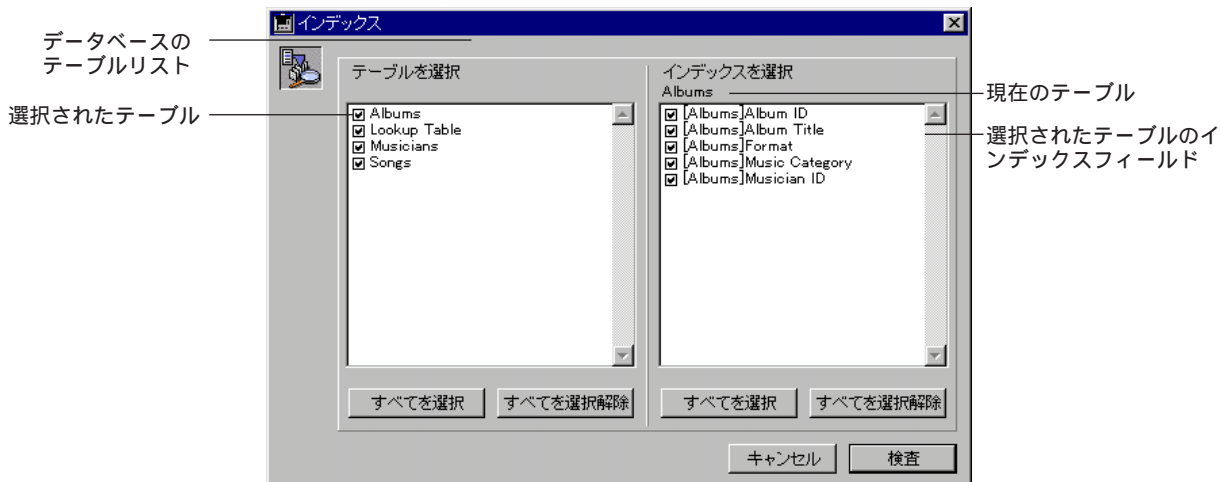 インデックス
データベースの
テーブルリスト
選択されたテーブル
テーブルを選択
Albums
Lookup Table
Musicians
Songs
すべてを選択
すべてを選択解除
インデックスを選択
Albums
[Albums]Album ID
[Albums]Album Title
[Albums]Format
[Albums]Music Category
[Albums]Musician ID
すべてを選択
すべてを選択解除
現在のテーブル
選択されたテーブルのイ
ンデックスフィールド
キャンセル
検査